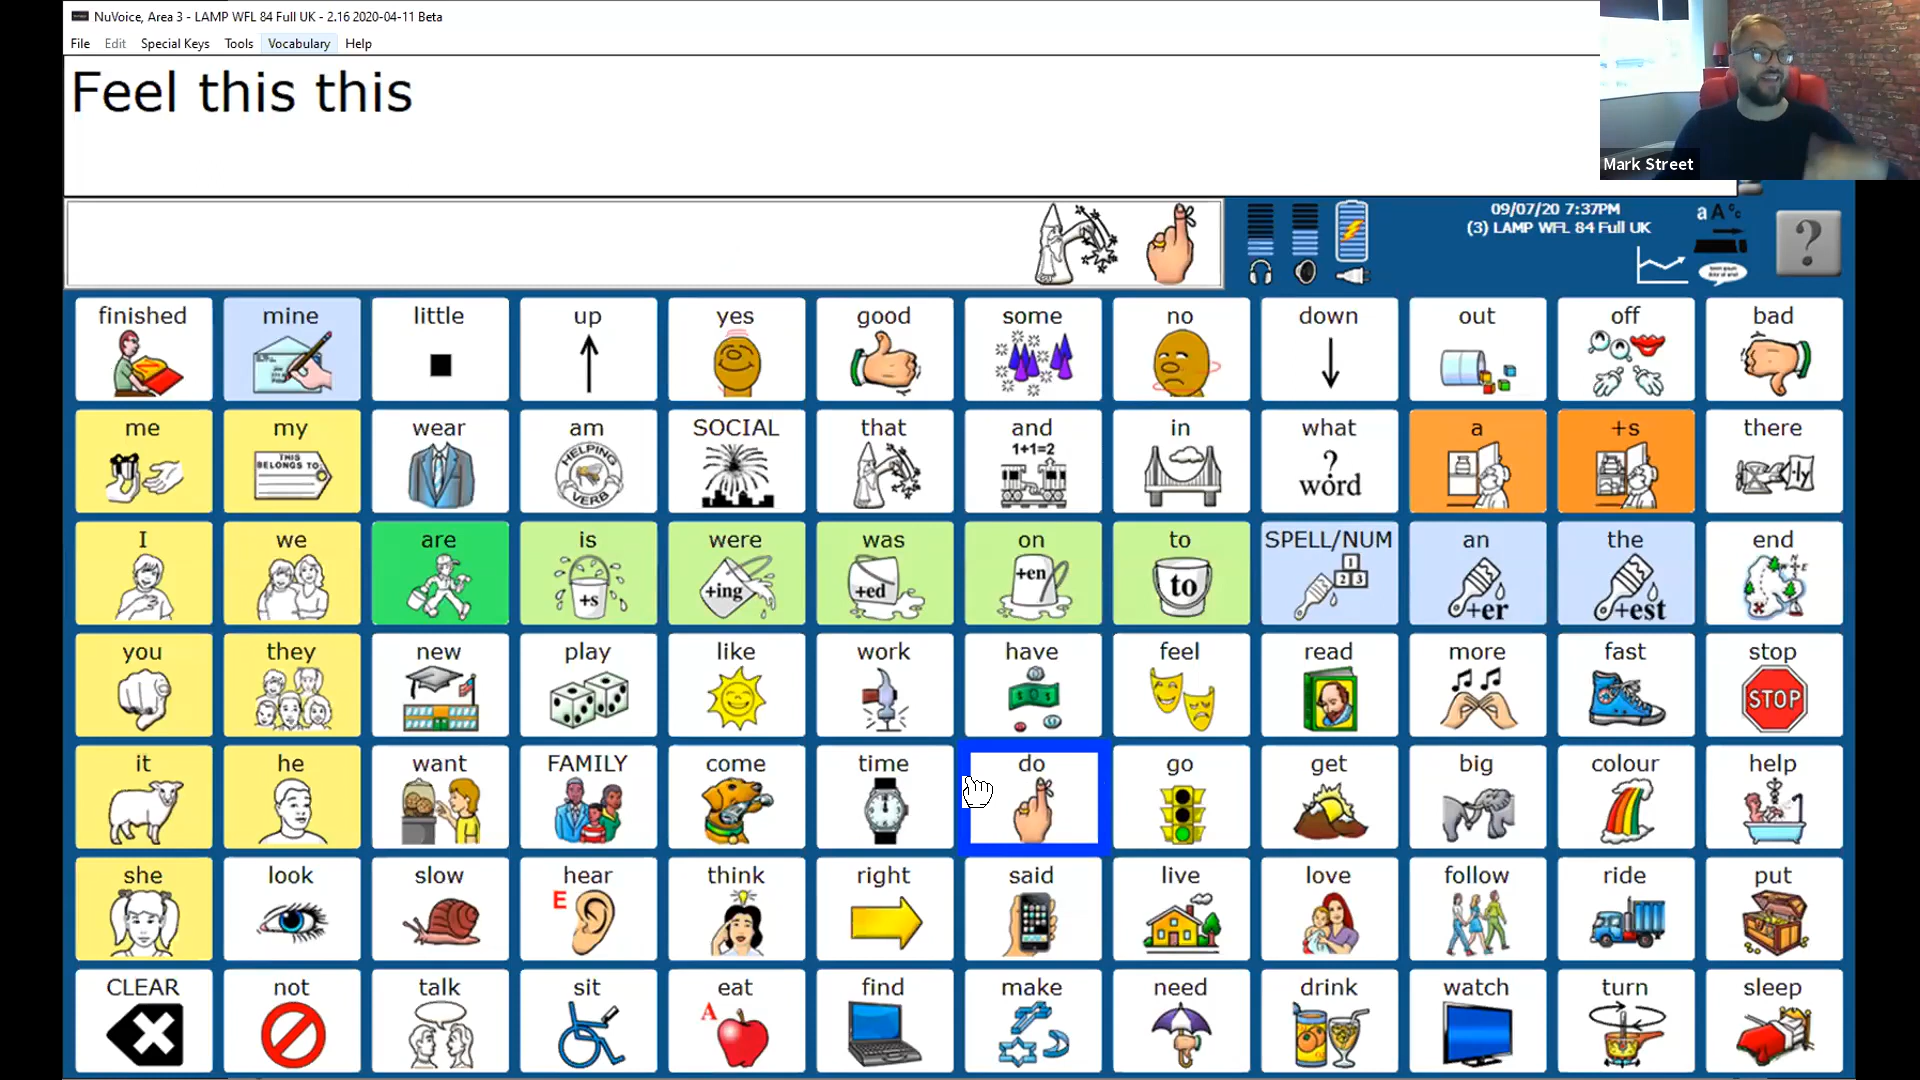 NuVoice, Area 3 - LAMP WFL 84 Full UK - 2.16 2020-04-11 Beta
File Edit Special Keys Tools Vocabulary Help
Feel this this
Mark Street
09/07/20 7:37PM
(3) LAMP WFL 84 Full UK
aA°c
?
finished mine little up yes good some no down out off bad
me my wear am SOCIAL that and in what a +s there
THIS BELONGS TO
HELPING VERB
1+1=2
? word
ly
I we are is were was on to SPELL/NUM an the end
+s +ing +ed +en to 1 2 3 +er +est
N W E
you they new play like work have feel read more fast stop
STOP
it he want FAMILY come time do go get big colour help
she look slow hear think right said live love follow ride put
E
CLEAR not talk sit eat find make need drink watch turn sleep
A